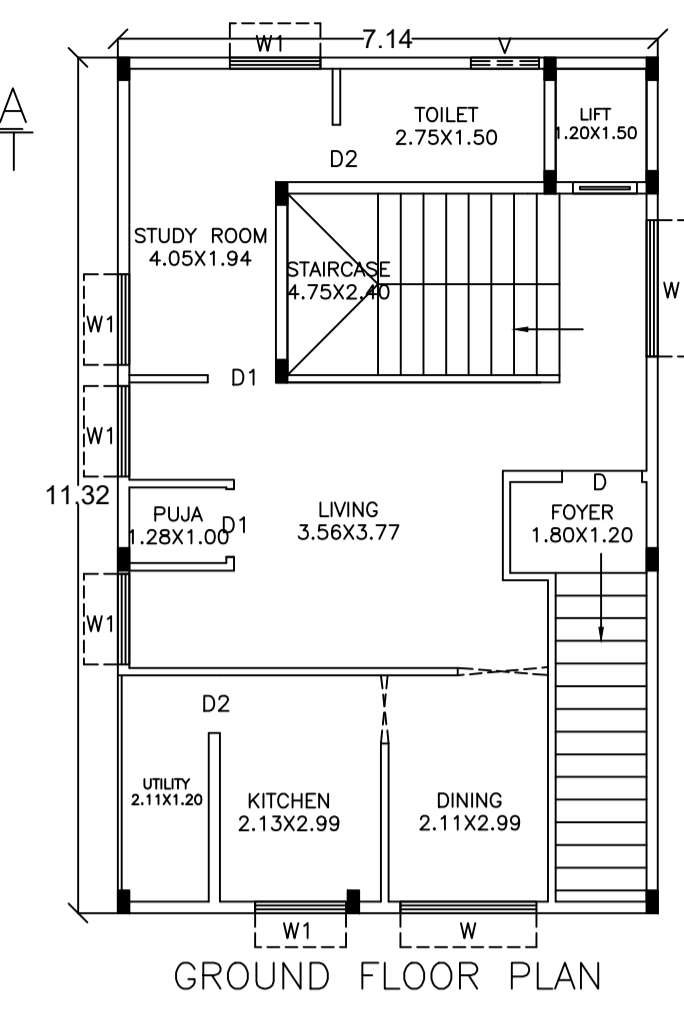 W1
7.14
V
A
TOILET
2.75X1.50
LIFT
1.20X1.50
D2
STUDY ROOM
4.05X1.94
STAIRCASE
4.75X2.40
W
W1
D1
W1
11.32
PUJA
1.28X1.00
D1
LIVING
3.56X3.77
D
FOYER
1.80X1.20
W1
D2
UTILITY
2.11X1.20
KITCHEN
2.13X2.99
DINING
2.11X2.99
W1
W
GROUND FLOOR PLAN